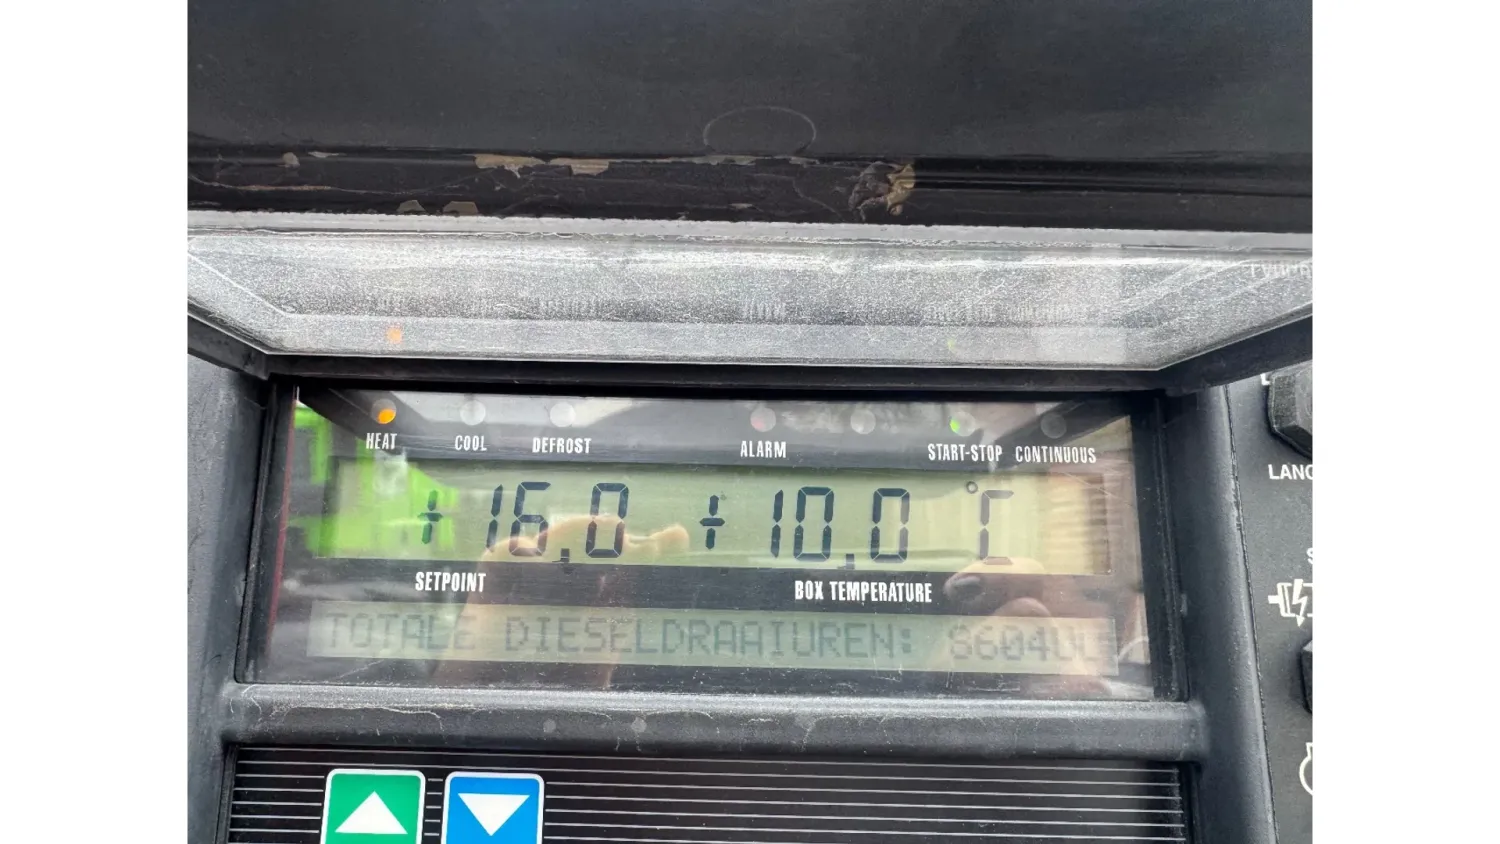 HEAT COOL DEFROST ALARM START-STOP CONTINUOUS
+16.0 +10.0 °C
SETPOINT BOX TEMPERATURE
TOTALE DIESELDRAAIUREN:
LANG